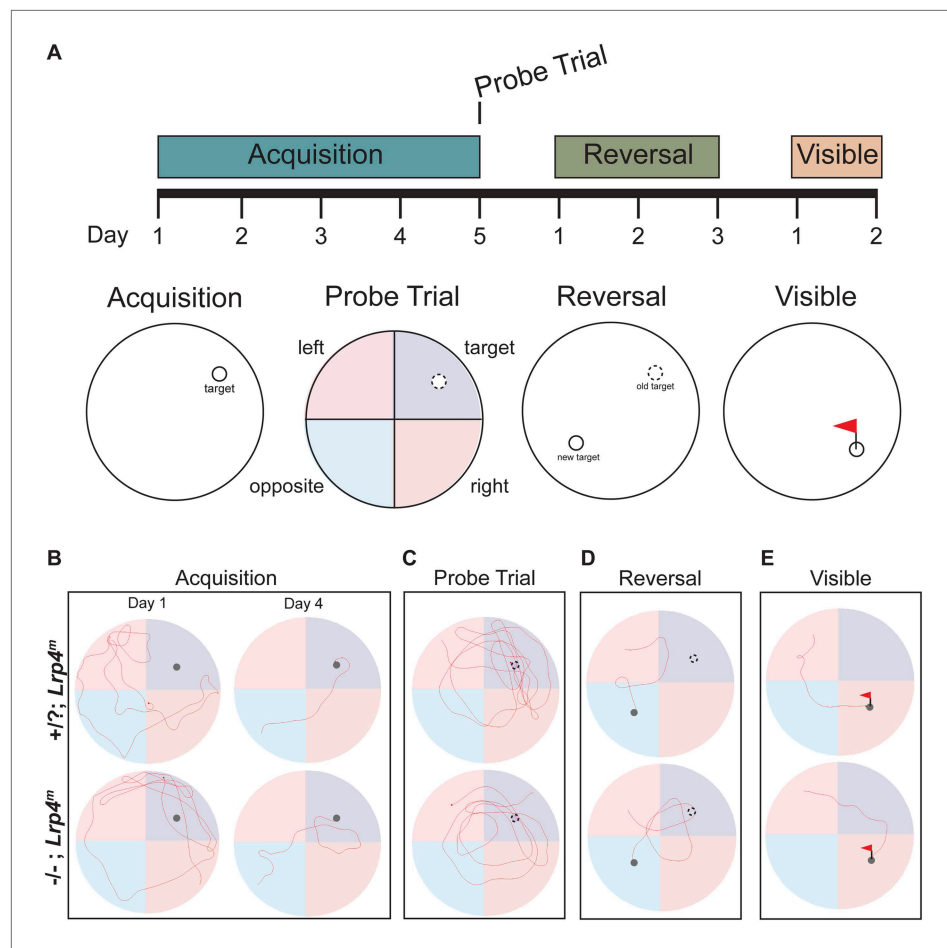 A
Probe Trial
Acquisition Reversal Visible
Day 1 2 3 4 5 1 2 3 1 2
Acquisition Probe Trial Reversal Visible
left target
target old target
new target
opposite right
B C D E
Acquisition Probe Trial Reversal Visible
Day 1 Day 4
+/?; Lrp4ᵐ
-/- ; Lrp4ᵐ